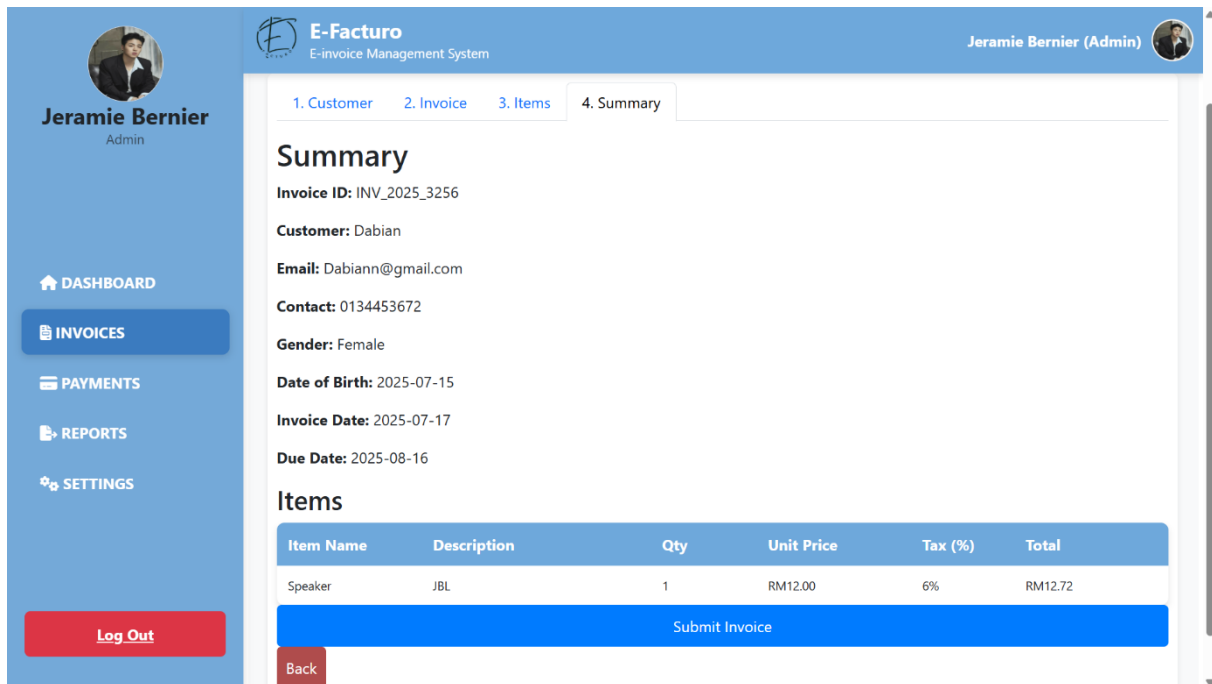 Jeramie Bernier
Admin
DASHBOARD
INVOICES
PAYMENTS
REPORTS
SETTINGS
Log Out
E-Facturo
E-invoice Management System
Jeramie Bernier (Admin)
1. Customer 2. Invoice 3. Items 4. Summary
Summary
Invoice ID: INV_2025_3256
Customer: Dabian
Email: Dabiann@gmail.com
Contact: 0134453672
Gender: Female
Date of Birth: 2025-07-15
Invoice Date: 2025-07-17
Due Date: 2025-08-16
Items
Item Name Description Qty Unit Price Tax (%) Total
Speaker JBL 1 RM12.00 6% RM12.72
Submit Invoice
Back